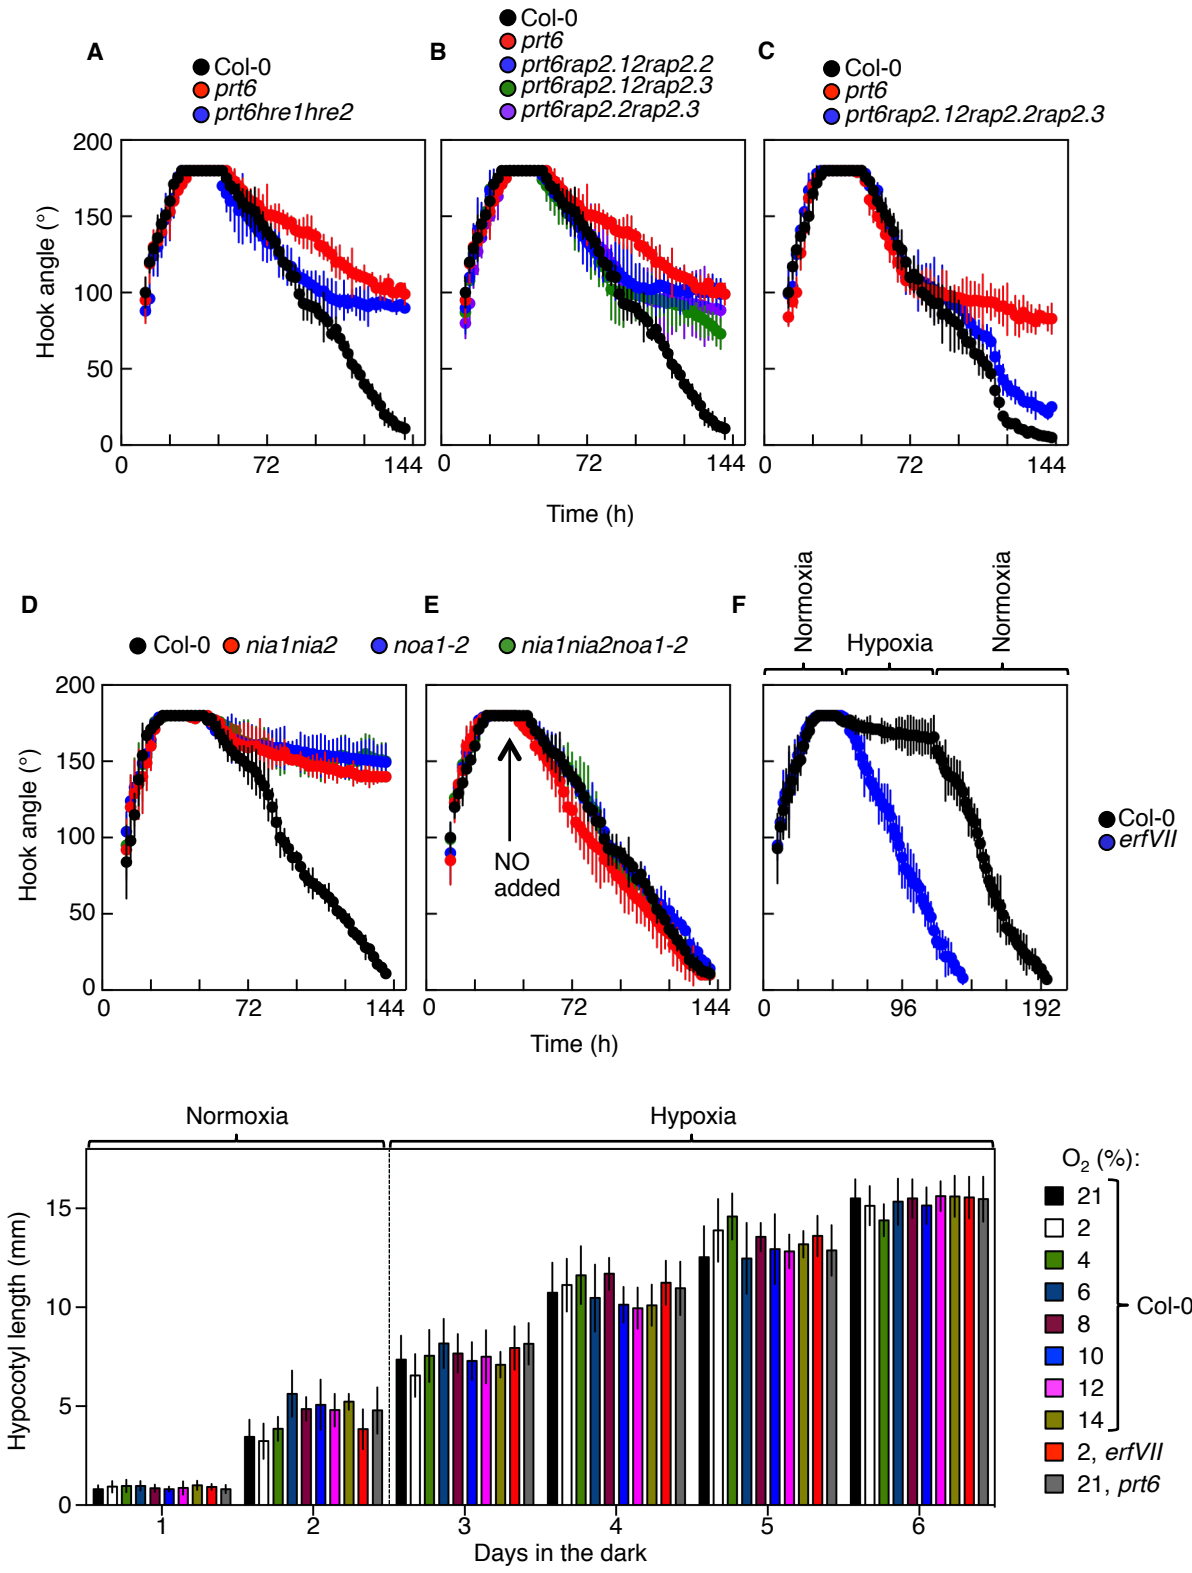 A
Col-0
prt6
prt6hre1hre2
B
Col-0
prt6
prt6rap2.12rap2.2
prt6rap2.12rap2.3
prt6rap2.2rap2.3
C
Col-0
prt6
prt6rap2.12rap2.2rap2.3
Hook angle (°)
200
150
100
50
0
0 72 144
0 72 144
0 72 144
Time (h)
D
E
F
Col-0 nia1nia2 noa1-2 nia1nia2noa1-2
Normoxia
Hypoxia
Normoxia
Hook angle (°)
200
150
100
50
0
NO
added
Col-0
erfVII
0 72 144
0 72 144
0 96 192
Time (h)
Normoxia
Hypoxia
Hypocotyl length (mm)
15
10
5
0
1 2 3 4 5 6
Days in the dark
O₂ (%):
21
2
4
6
8
10
12
14
Col-0
2, erfVII
21, prt6